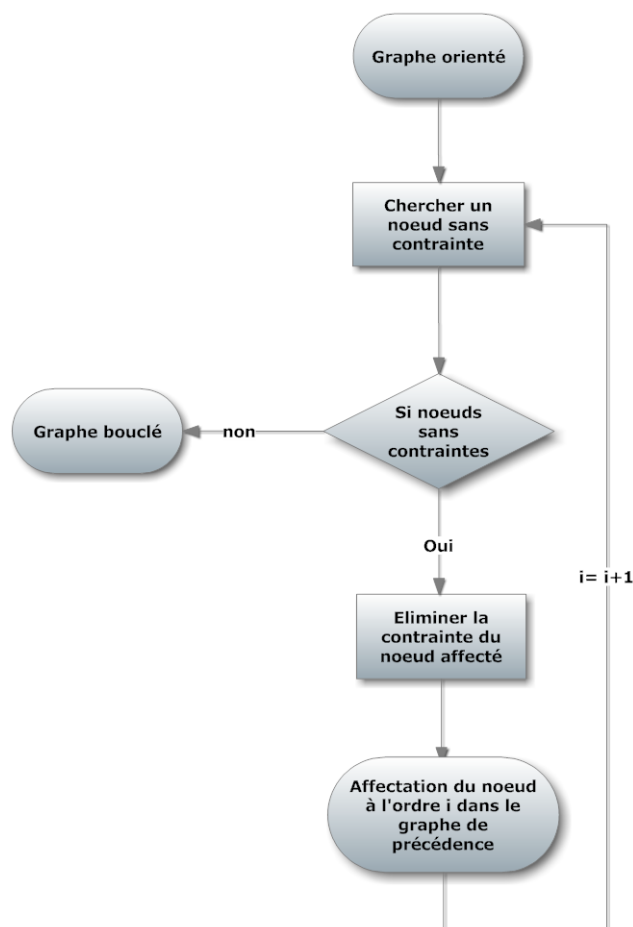 Graphe orienté
Chercher un
noeud sans
contrainte
Si noeuds
sans
contraintes
Graphe bouclé
non
Oui
i= i+1
Eliminer la
contrainte du
noeud affecté
Affectation du noeud
à l'ordre i dans le
graphe de
précédence